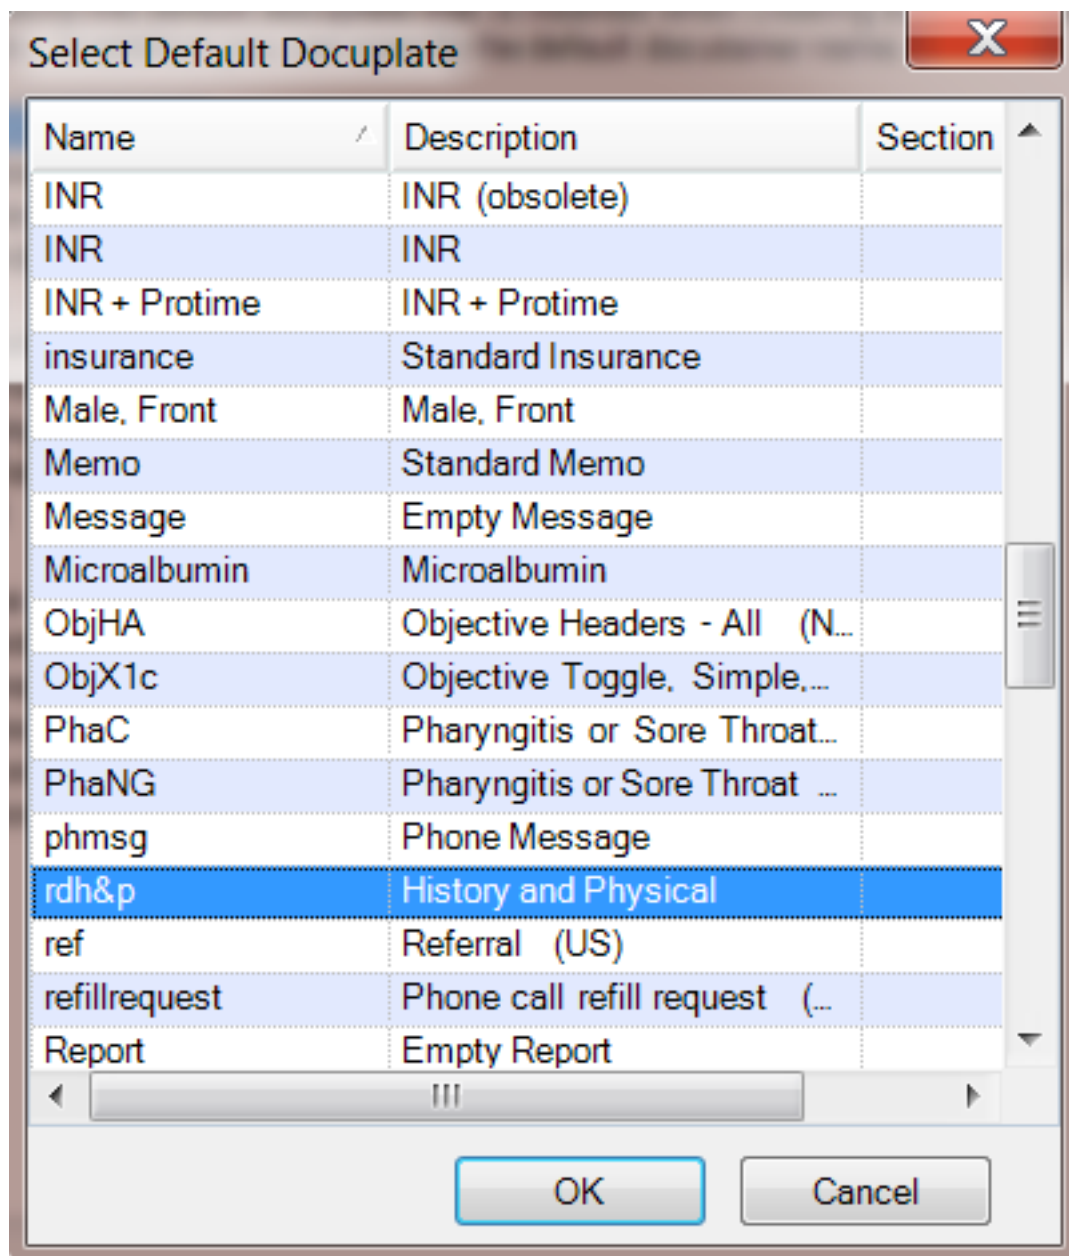 Select Default Docuplate
Name Description Section
INR INR (obsolete)
INR INR
INR + Protime INR + Protime
insurance Standard Insurance
Male, Front Male, Front
Memo Standard Memo
Message Empty Message
Microalbumin Microalbumin
ObjHA Objective Headers - All (N...
ObjX1c Objective Toggle, Simple,...
PhaC Pharyngitis or Sore Throat...
PhaNG Pharyngitis or Sore Throat ...
phmsg Phone Message
rdh&p History and Physical
ref Referral (US)
refillrequest Phone call refill request (...
Report Empty Report
OK Cancel